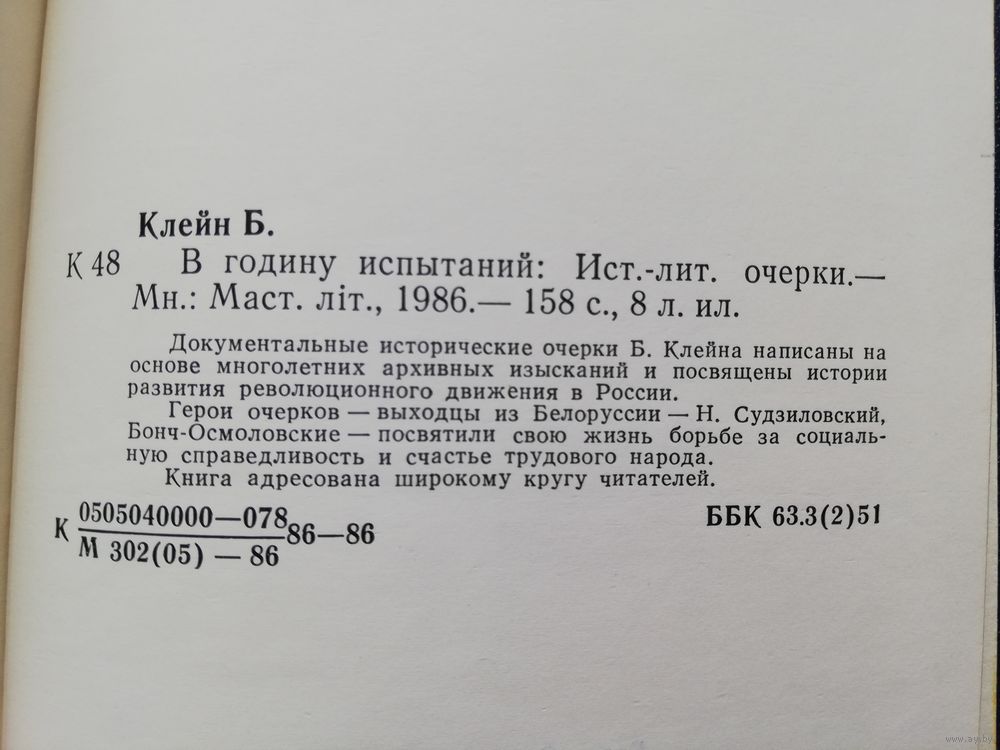 Клейн Б.
К 48 В годину испытаний: Ист.-лит. очерки.—
Мн.: Маст. літ., 1986.— 158 с., 8 л. ил.
Документальные исторические очерки Б. Клейна написаны на
основе многолетних архивных изысканий и посвящены истории
развития революционного движения в России.
Герои очерков — выходцы из Белоруссии — Н. Судзиловский,
Бонч-Осмоловские — посвятили свою жизнь борьбе за социаль-
ную справедливость и счастье трудового народа.
Книга адресована широкому кругу читателей.
К 0505040000—078 86—86
М 302(05) — 86
ББК 63.3(2)51
www.ay.by